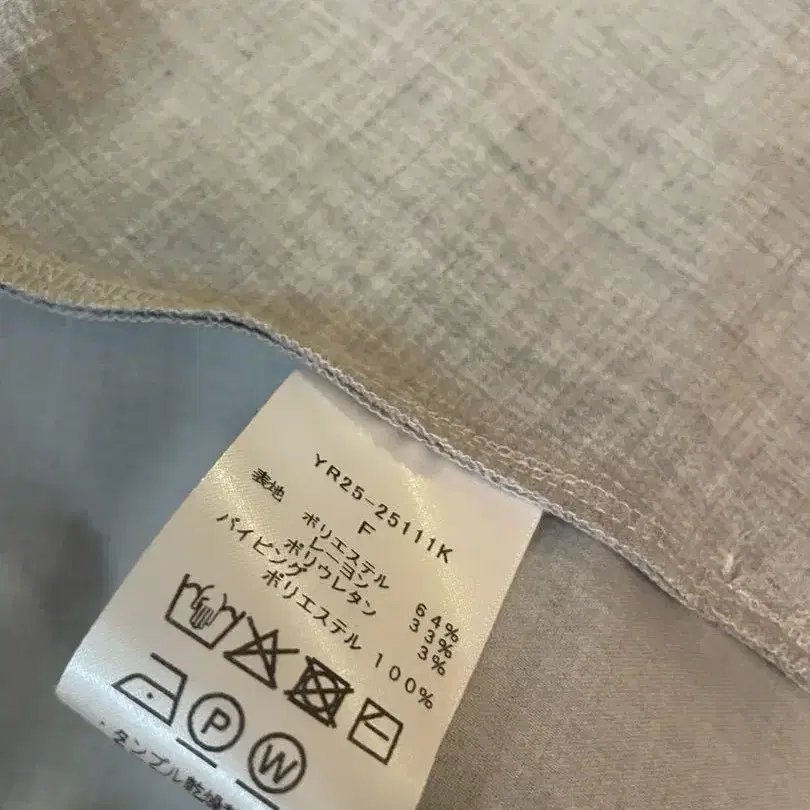 YR25-25111K
F
表地 ポリエステル 64%
レニヨン 33%
ポリウレタン 3%
パイピング
ポリエステル 100%
P W
・タンブル乾燥